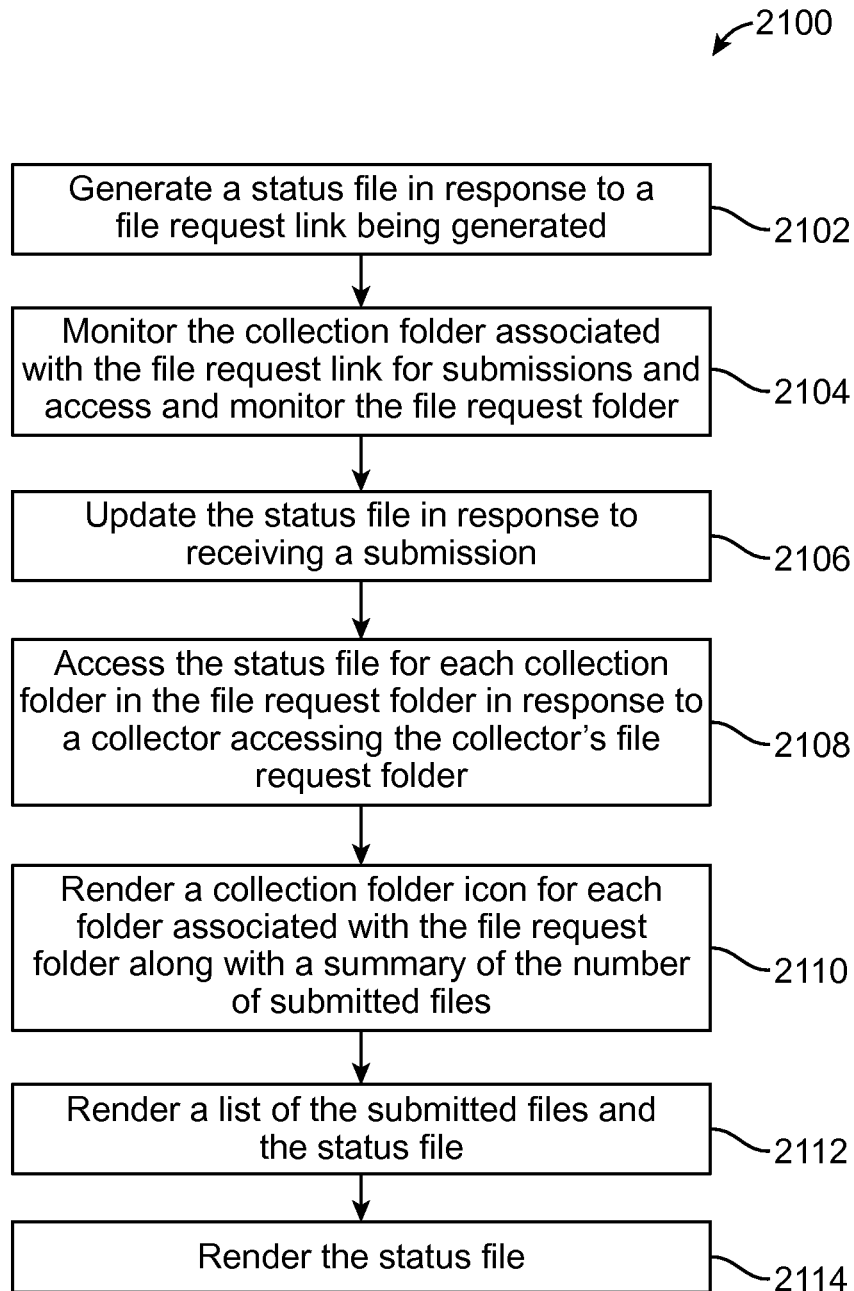 2100
Generate a status file in response to a
file request link being generated
2102
Monitor the collection folder associated
with the file request link for submissions and
access and monitor the file request folder
2104
Update the status file in response to
receiving a submission
2106
Access the status file for each collection
folder in the file request folder in response to
a collector accessing the collector's file
request folder
2108
Render a collection folder icon for each
folder associated with the file request
folder along with a summary of the number
of submitted files
2110
Render a list of the submitted files and
the status file
2112
Render the status file
2114